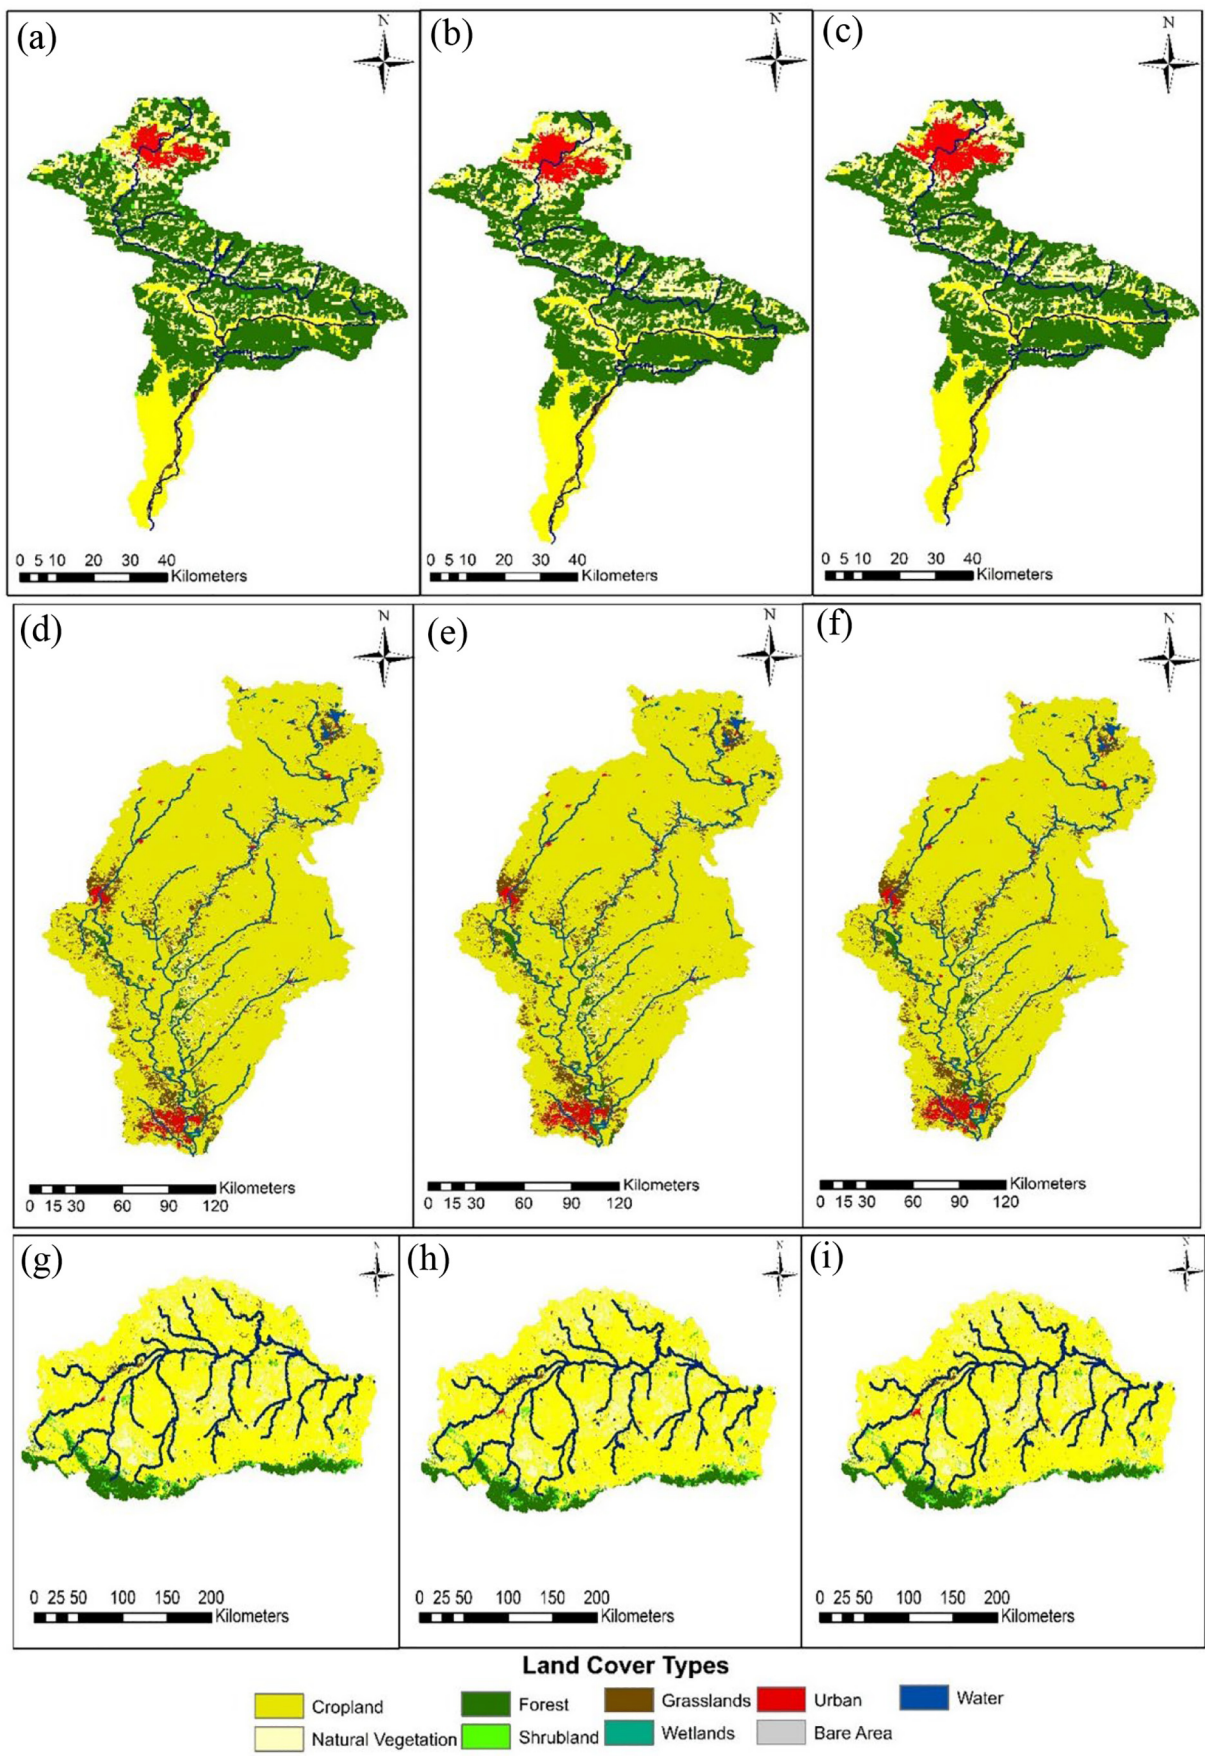 (a)
N
(b)
N
(c)
N
0 5 10 20 30 40
Kilometers
0 5 10 20 30 40
Kilometers
0 5 10 20 30 40
Kilometers
(d)
N
(e)
N
(f)
N
Kilometers
0 15 30 60 90 120
Kilometers
0 15 30 60 90 120
Kilometers
0 15 30 60 90 120
(g)
N
(h)
N
(i)
N
0 25 50 100 150 200
Kilometers
0 25 50 100 150 200
Kilometers
0 25 50 100 150 200
Kilometers
Land Cover Types
Cropland
Forest
Grasslands
Urban
Water
Natural Vegetation
Shrubland
Wetlands
Bare Area